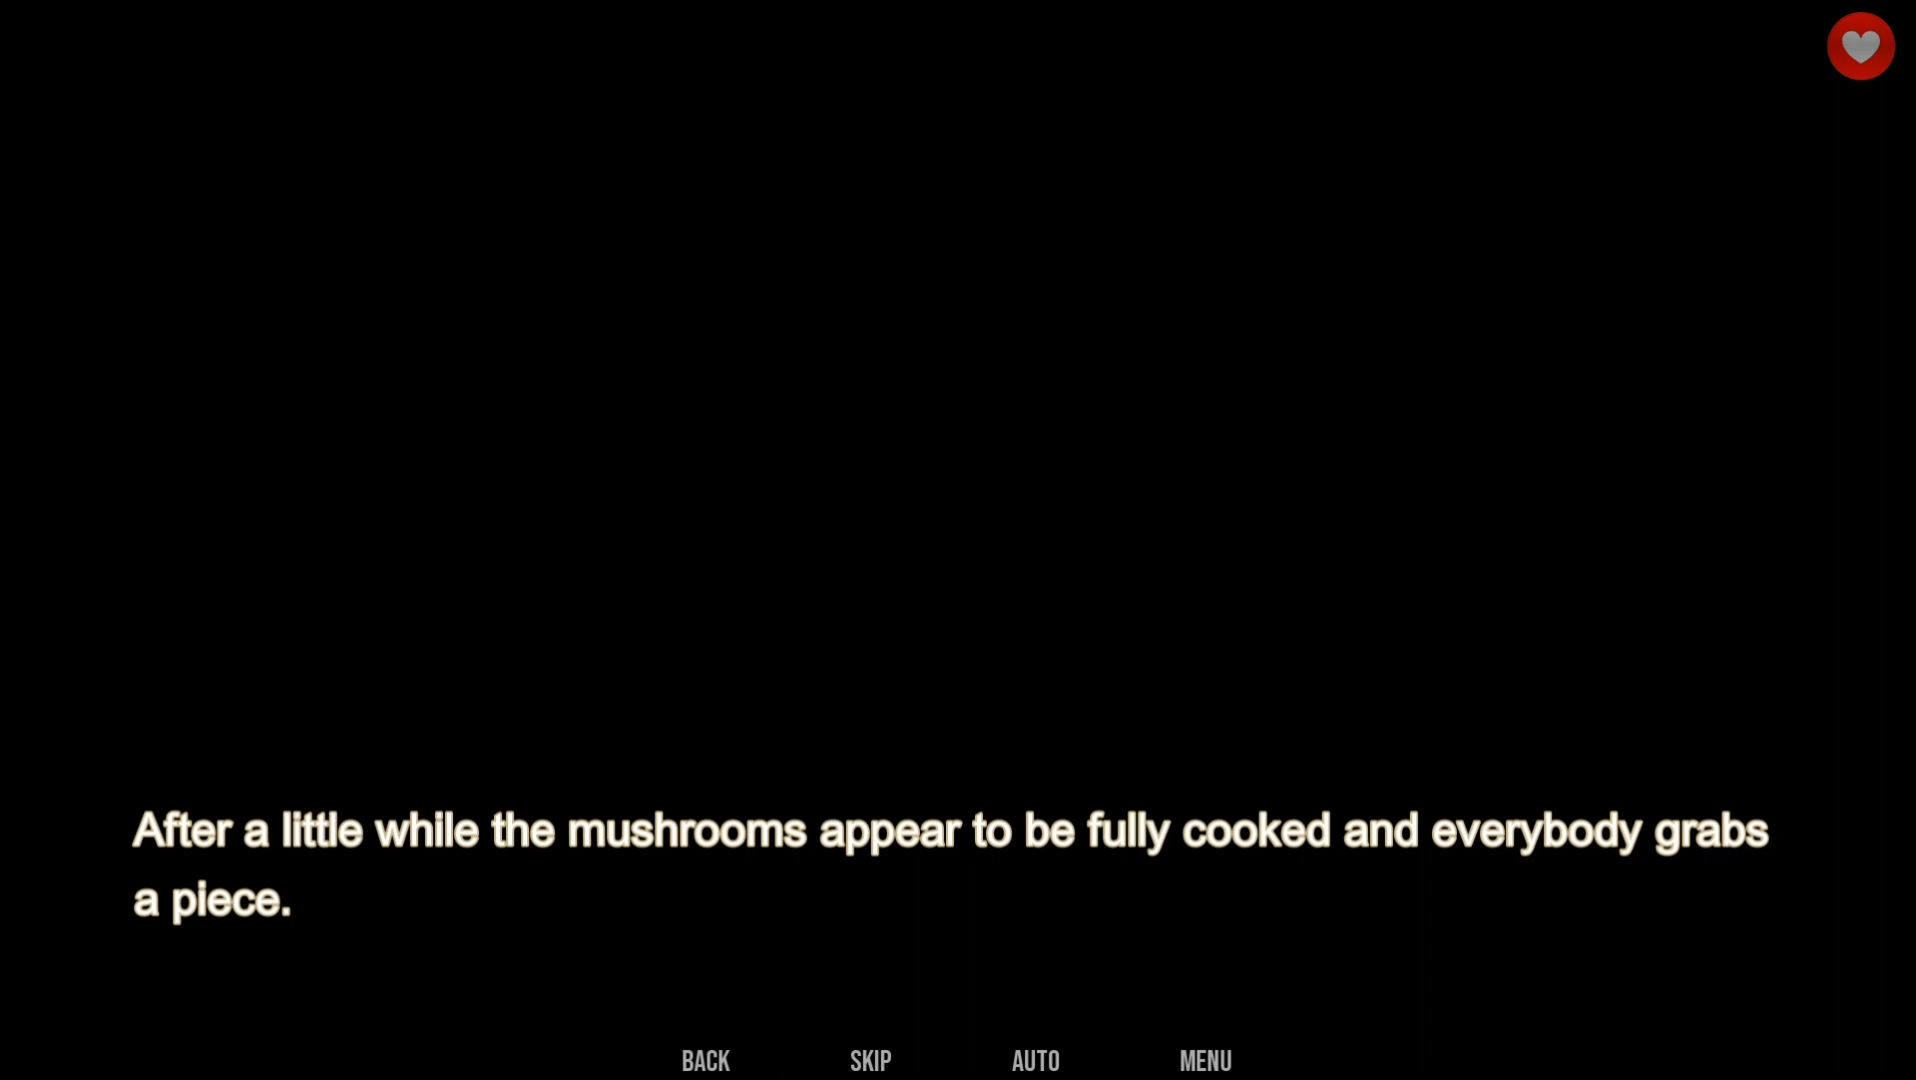 After a little while the mushrooms appear to be fully cooked and everybody grabs
a piece.
BACK SKIP AUTO MENU